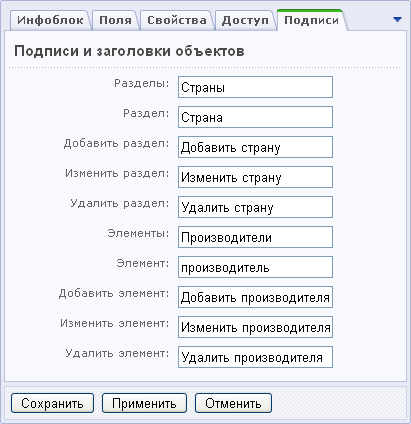 Инфоблок Поля Свойства Доступ Подписи
Подписи и заголовки объектов
Разделы: Страны
Раздел: Страна
Добавить раздел: Добавить страну
Изменить раздел: Изменить страну
Удалить раздел: Удалить страну
Элементы: Производители
Элемент: производитель
Добавить элемент: Добавить производителя
Изменить элемент: Изменить производителя
Удалить элемент: Удалить производителя
Сохранить Применить Отменить